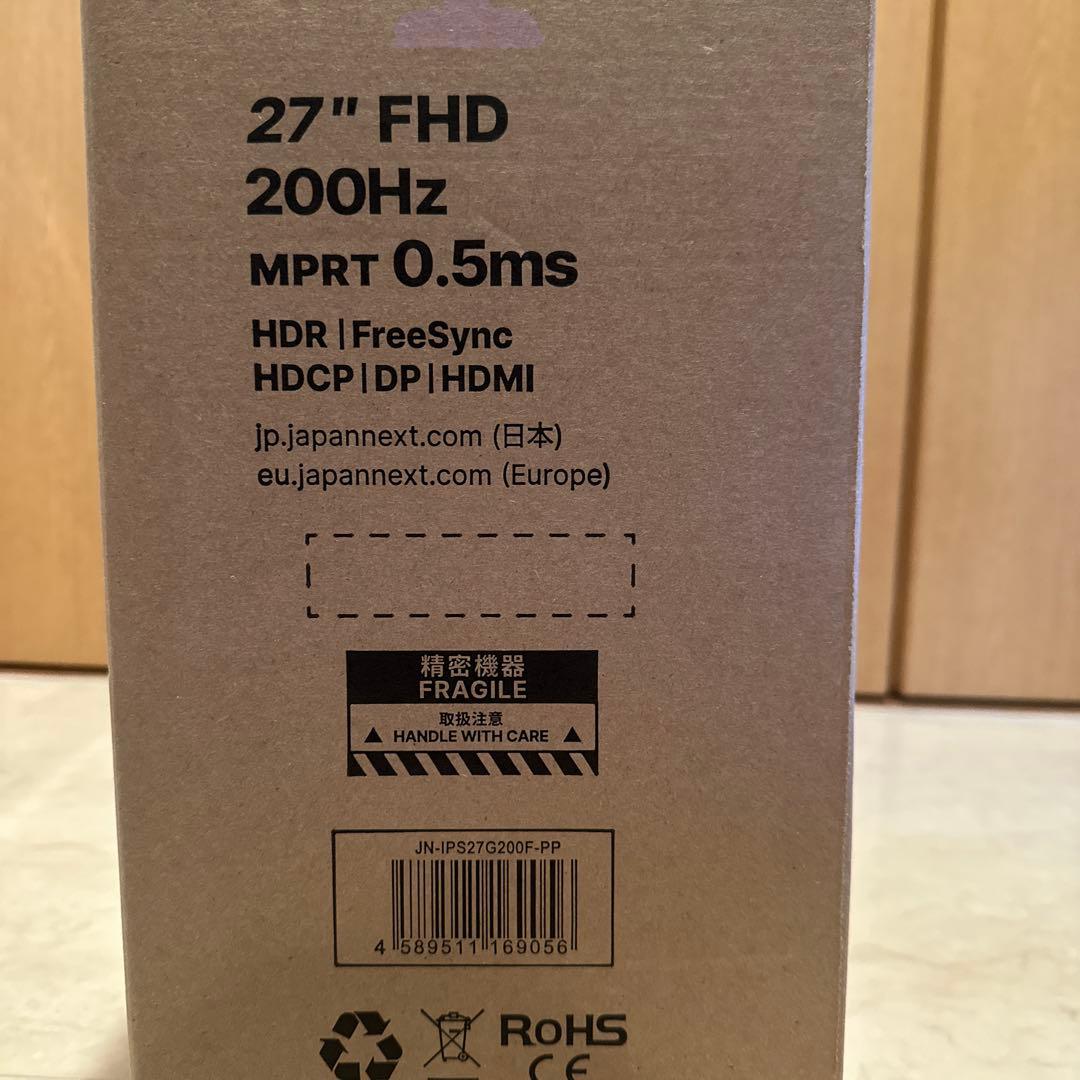 27" FHD
200Hz
MPRT 0.5ms
HDR | FreeSync
HDCP | DP | HDMI
jp.japannext.com (日本)
eu.japannext.com (Europe)
精密機器
FRAGILE
取扱注意
HANDLE WITH CARE
JN-IPS27G200F-PP
4 589511 169056
RoHS
CE